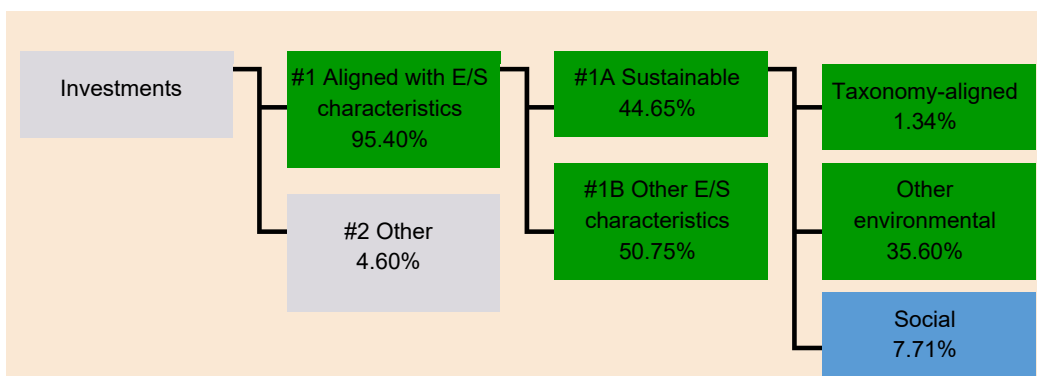 Investments
#1 Aligned with E/S
characteristics
95.40%
#2 Other
4.60%
#1A Sustainable
44.65%
#1B Other E/S
characteristics
50.75%
Taxonomy-aligned
1.34%
Other
environmental
35.60%
Social
7.71%